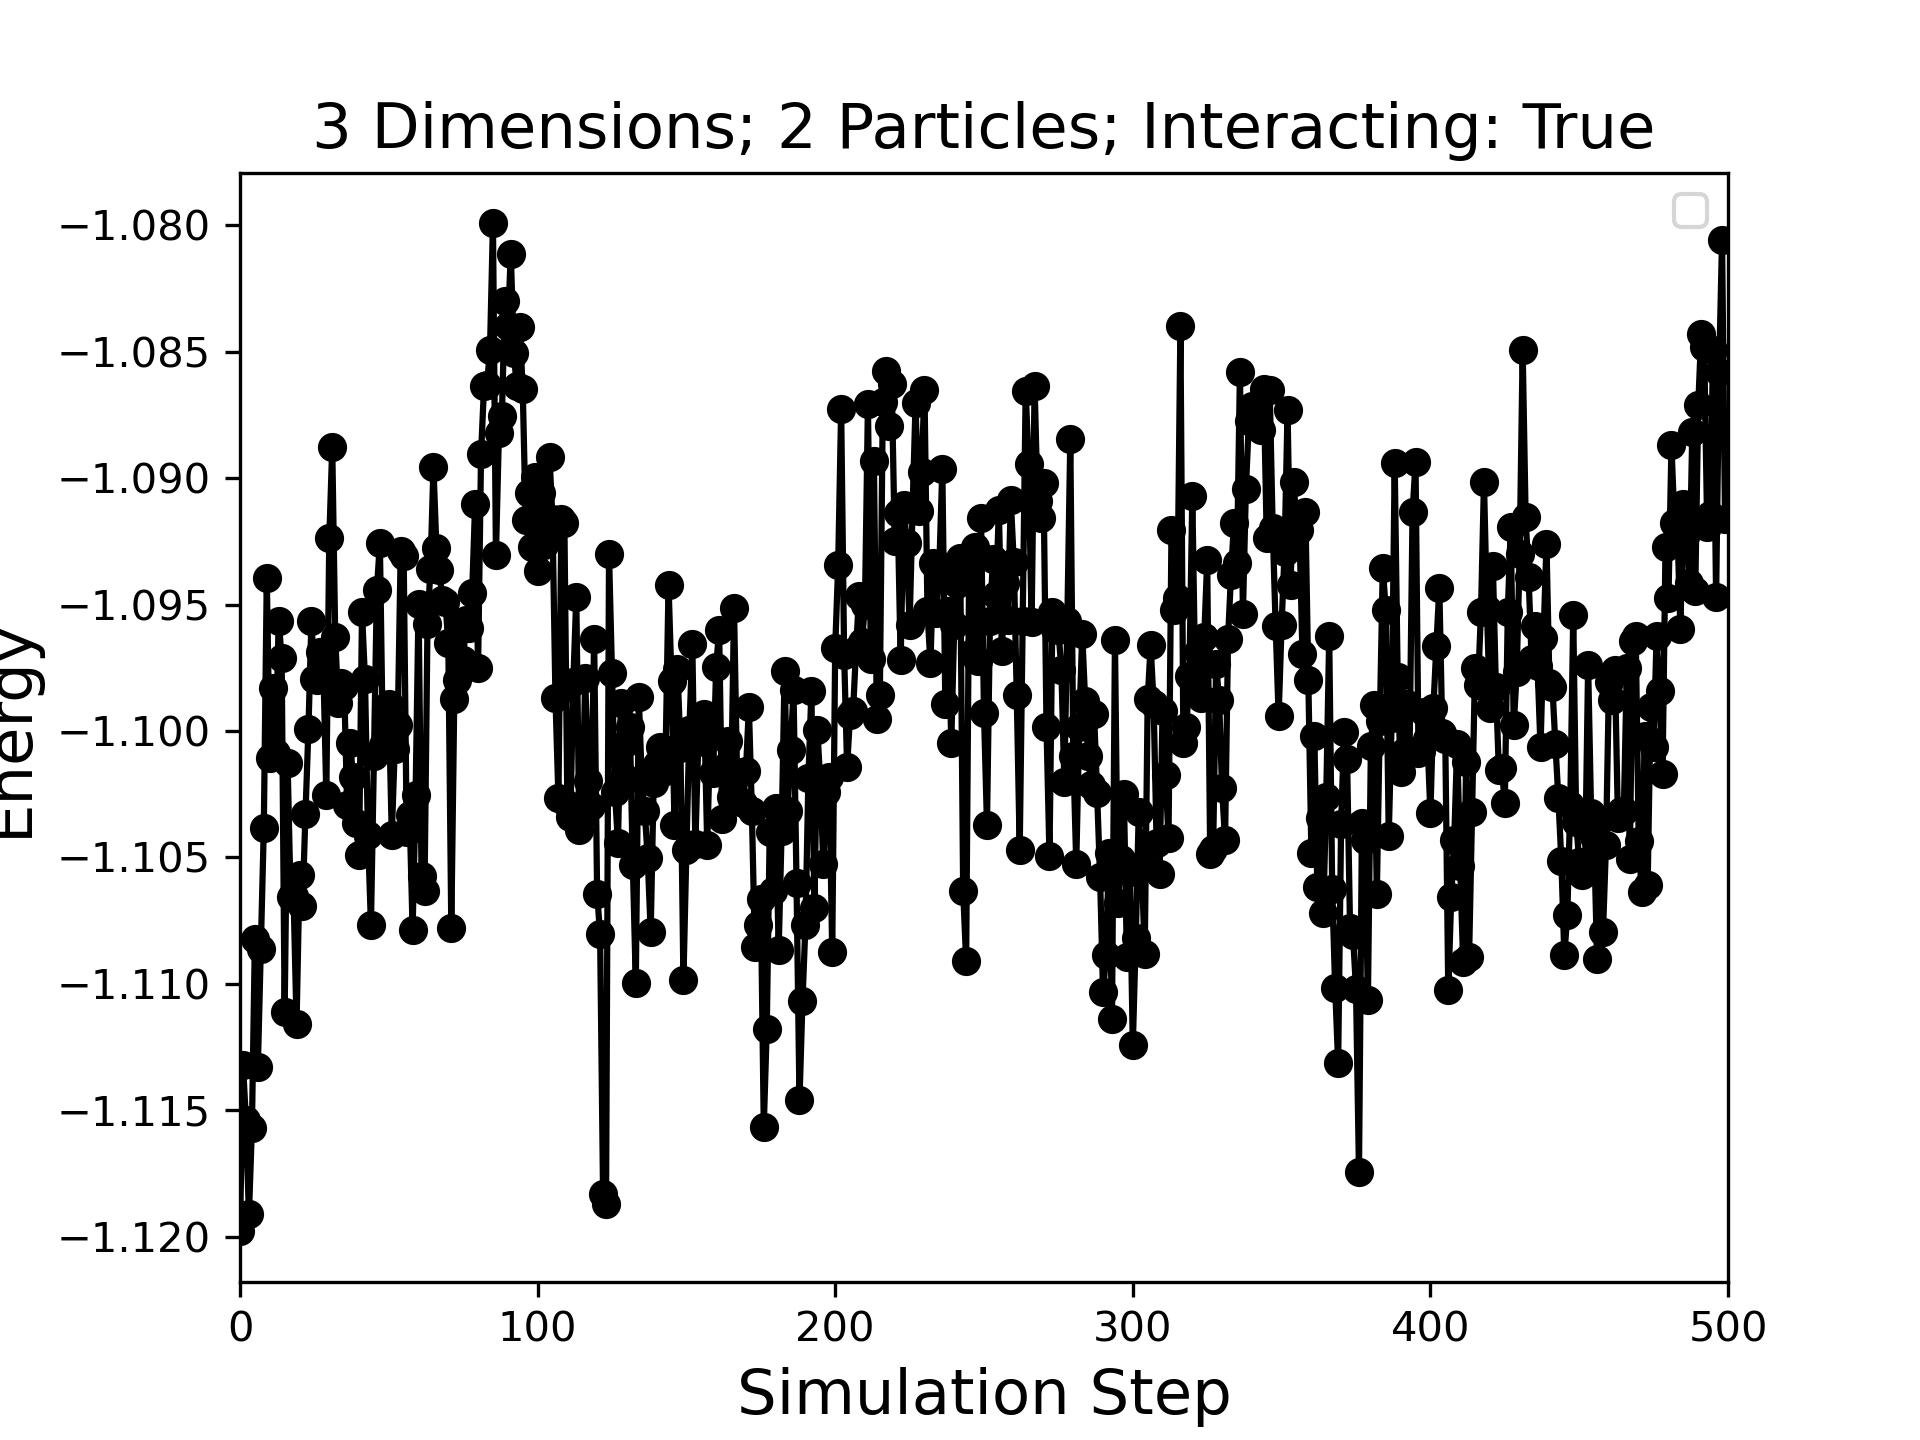 3 Dimensions; 2 Particles; Interacting: True
−1.080
−1.085
−1.090
−1.095
−1.100
−1.105
−1.110
−1.115
−1.120
Energy
0 100 200 300 400 500
Simulation Step